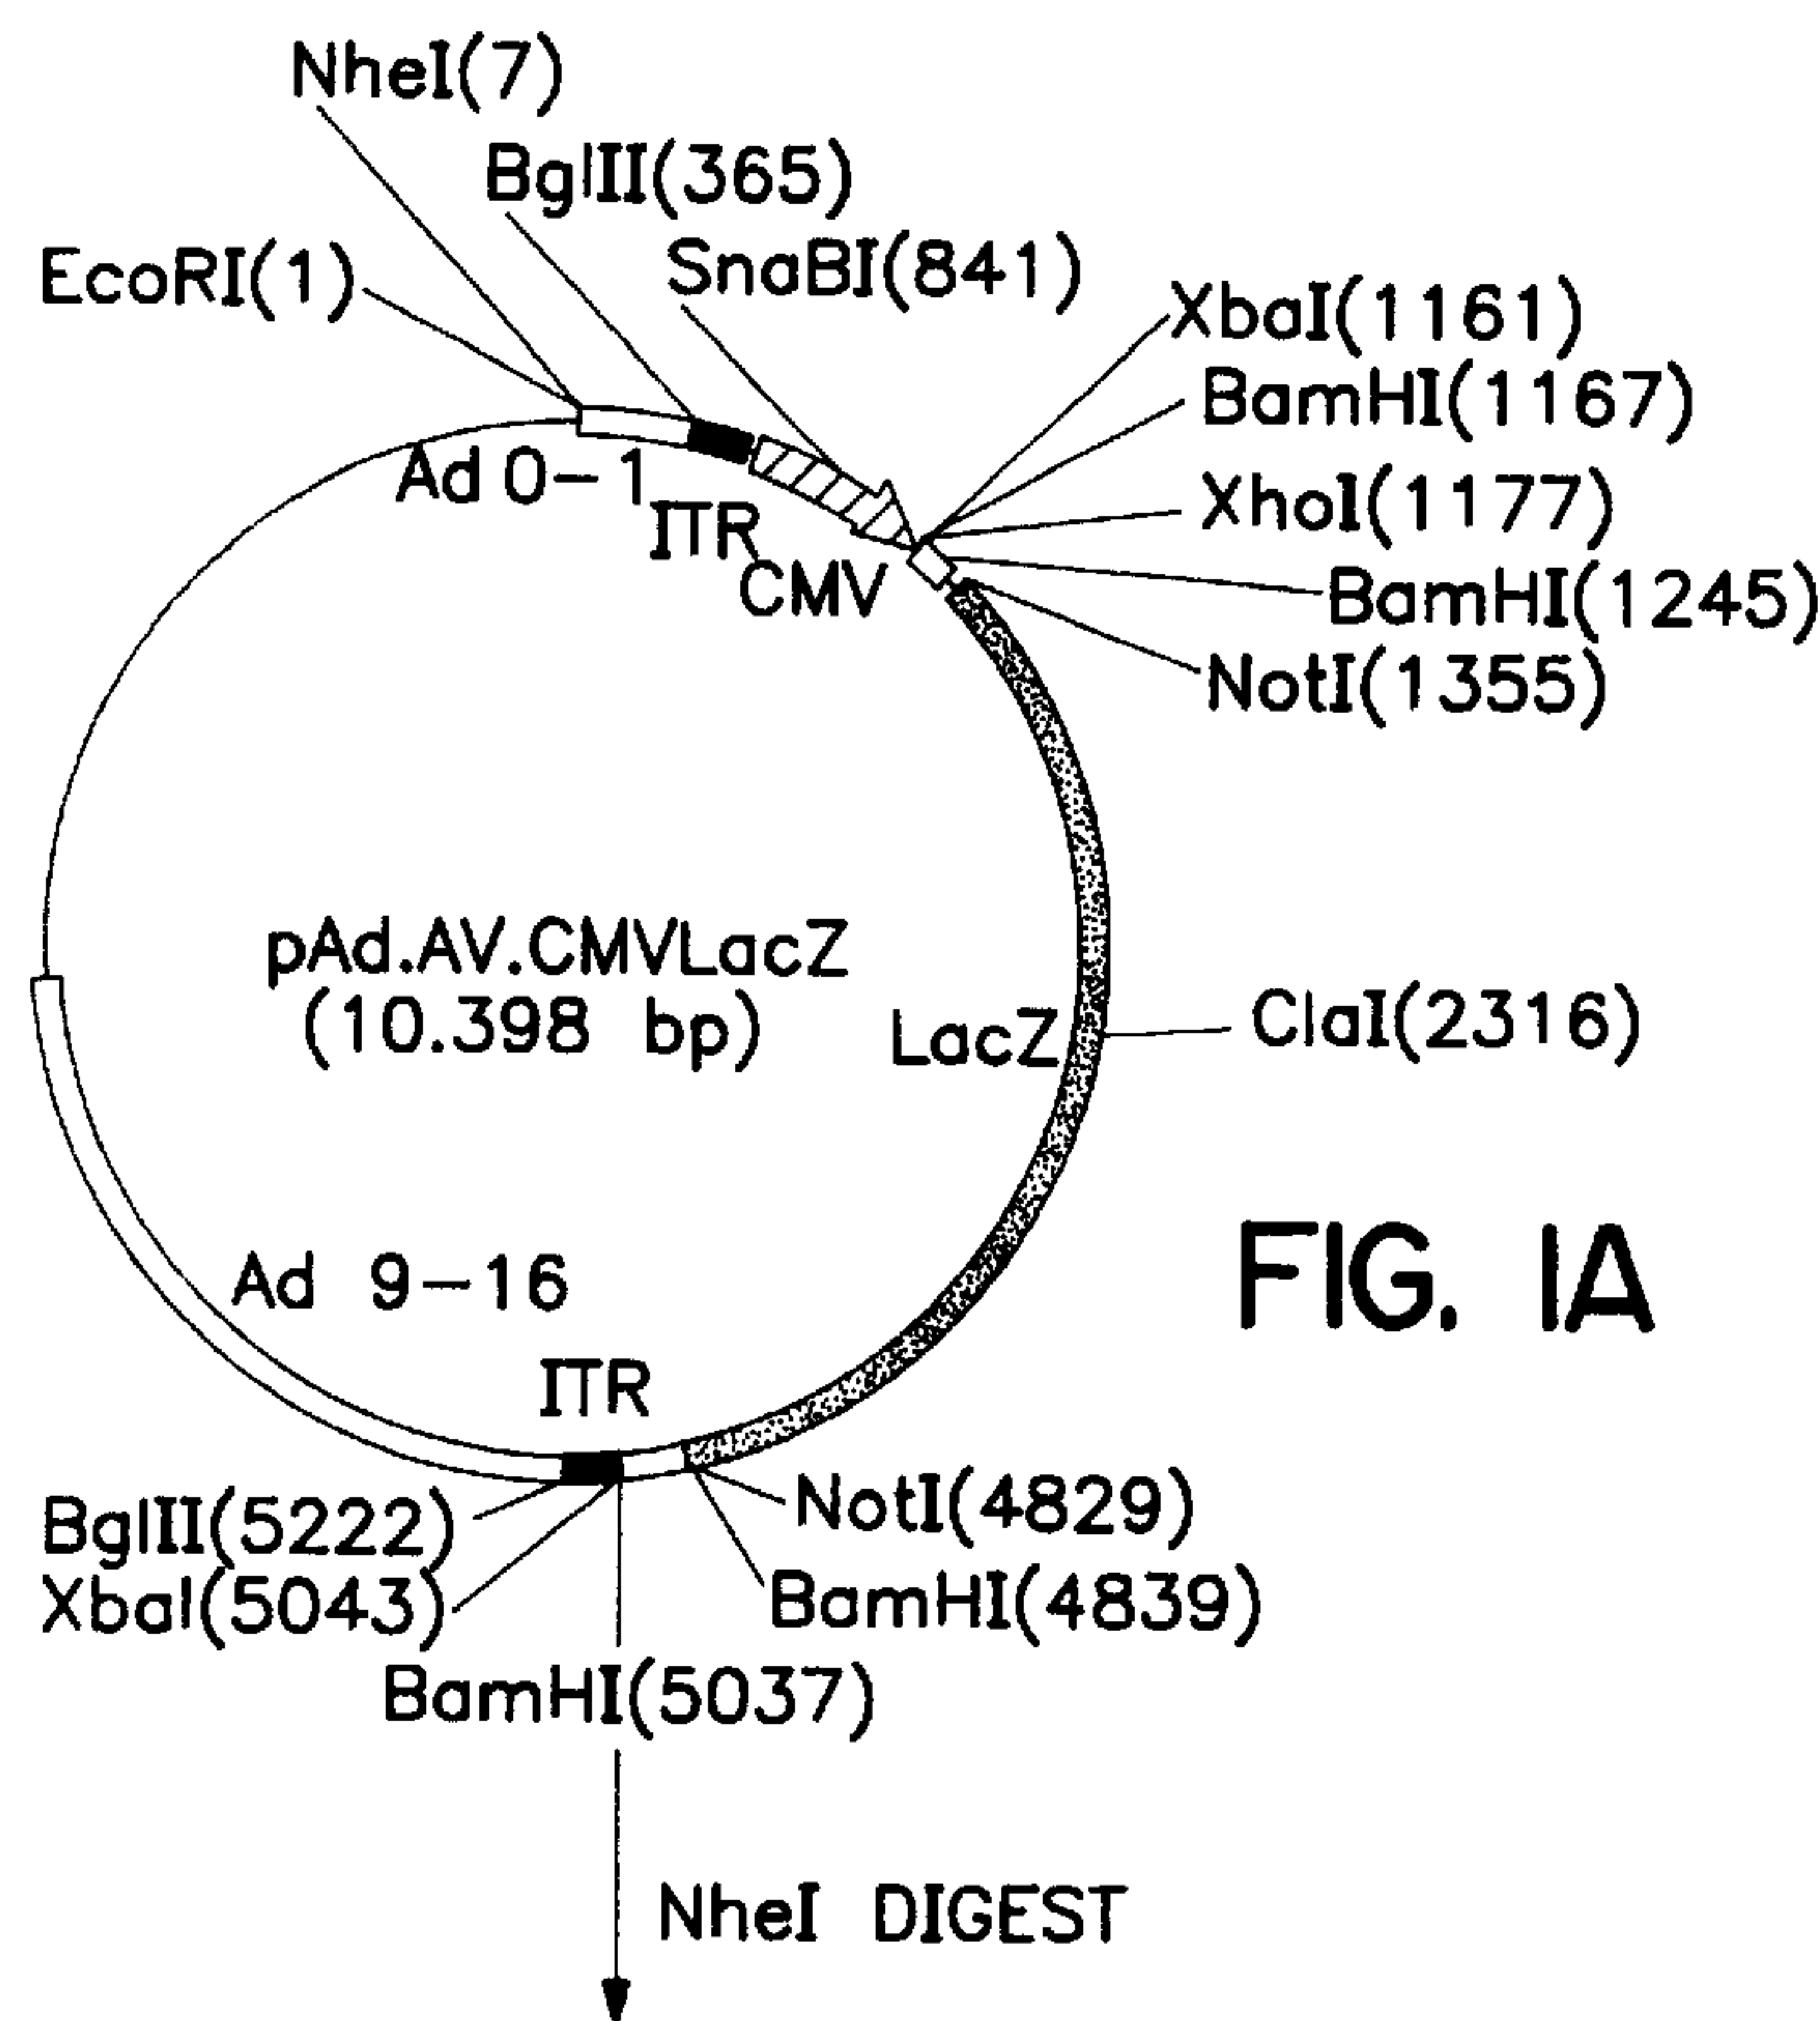 NheI(7)
BglII(365)
EcoRI(1)
SnaBI(841)
XbaI(1161)
BamHI(1167)
XhoI(1177)
BamHI(1245)
NotI(1355)
Ad 0-1
ITR
CMV
pAd.AV.CMVLacZ
(10.398 bp)
LacZ
ClaI(2316)
FIG. 1A
Ad 9-16
ITR
BglII(5222)
XbaI(5043)
NotI(4829)
BamHI(4839)
BamHI(5037)
NheI DIGEST